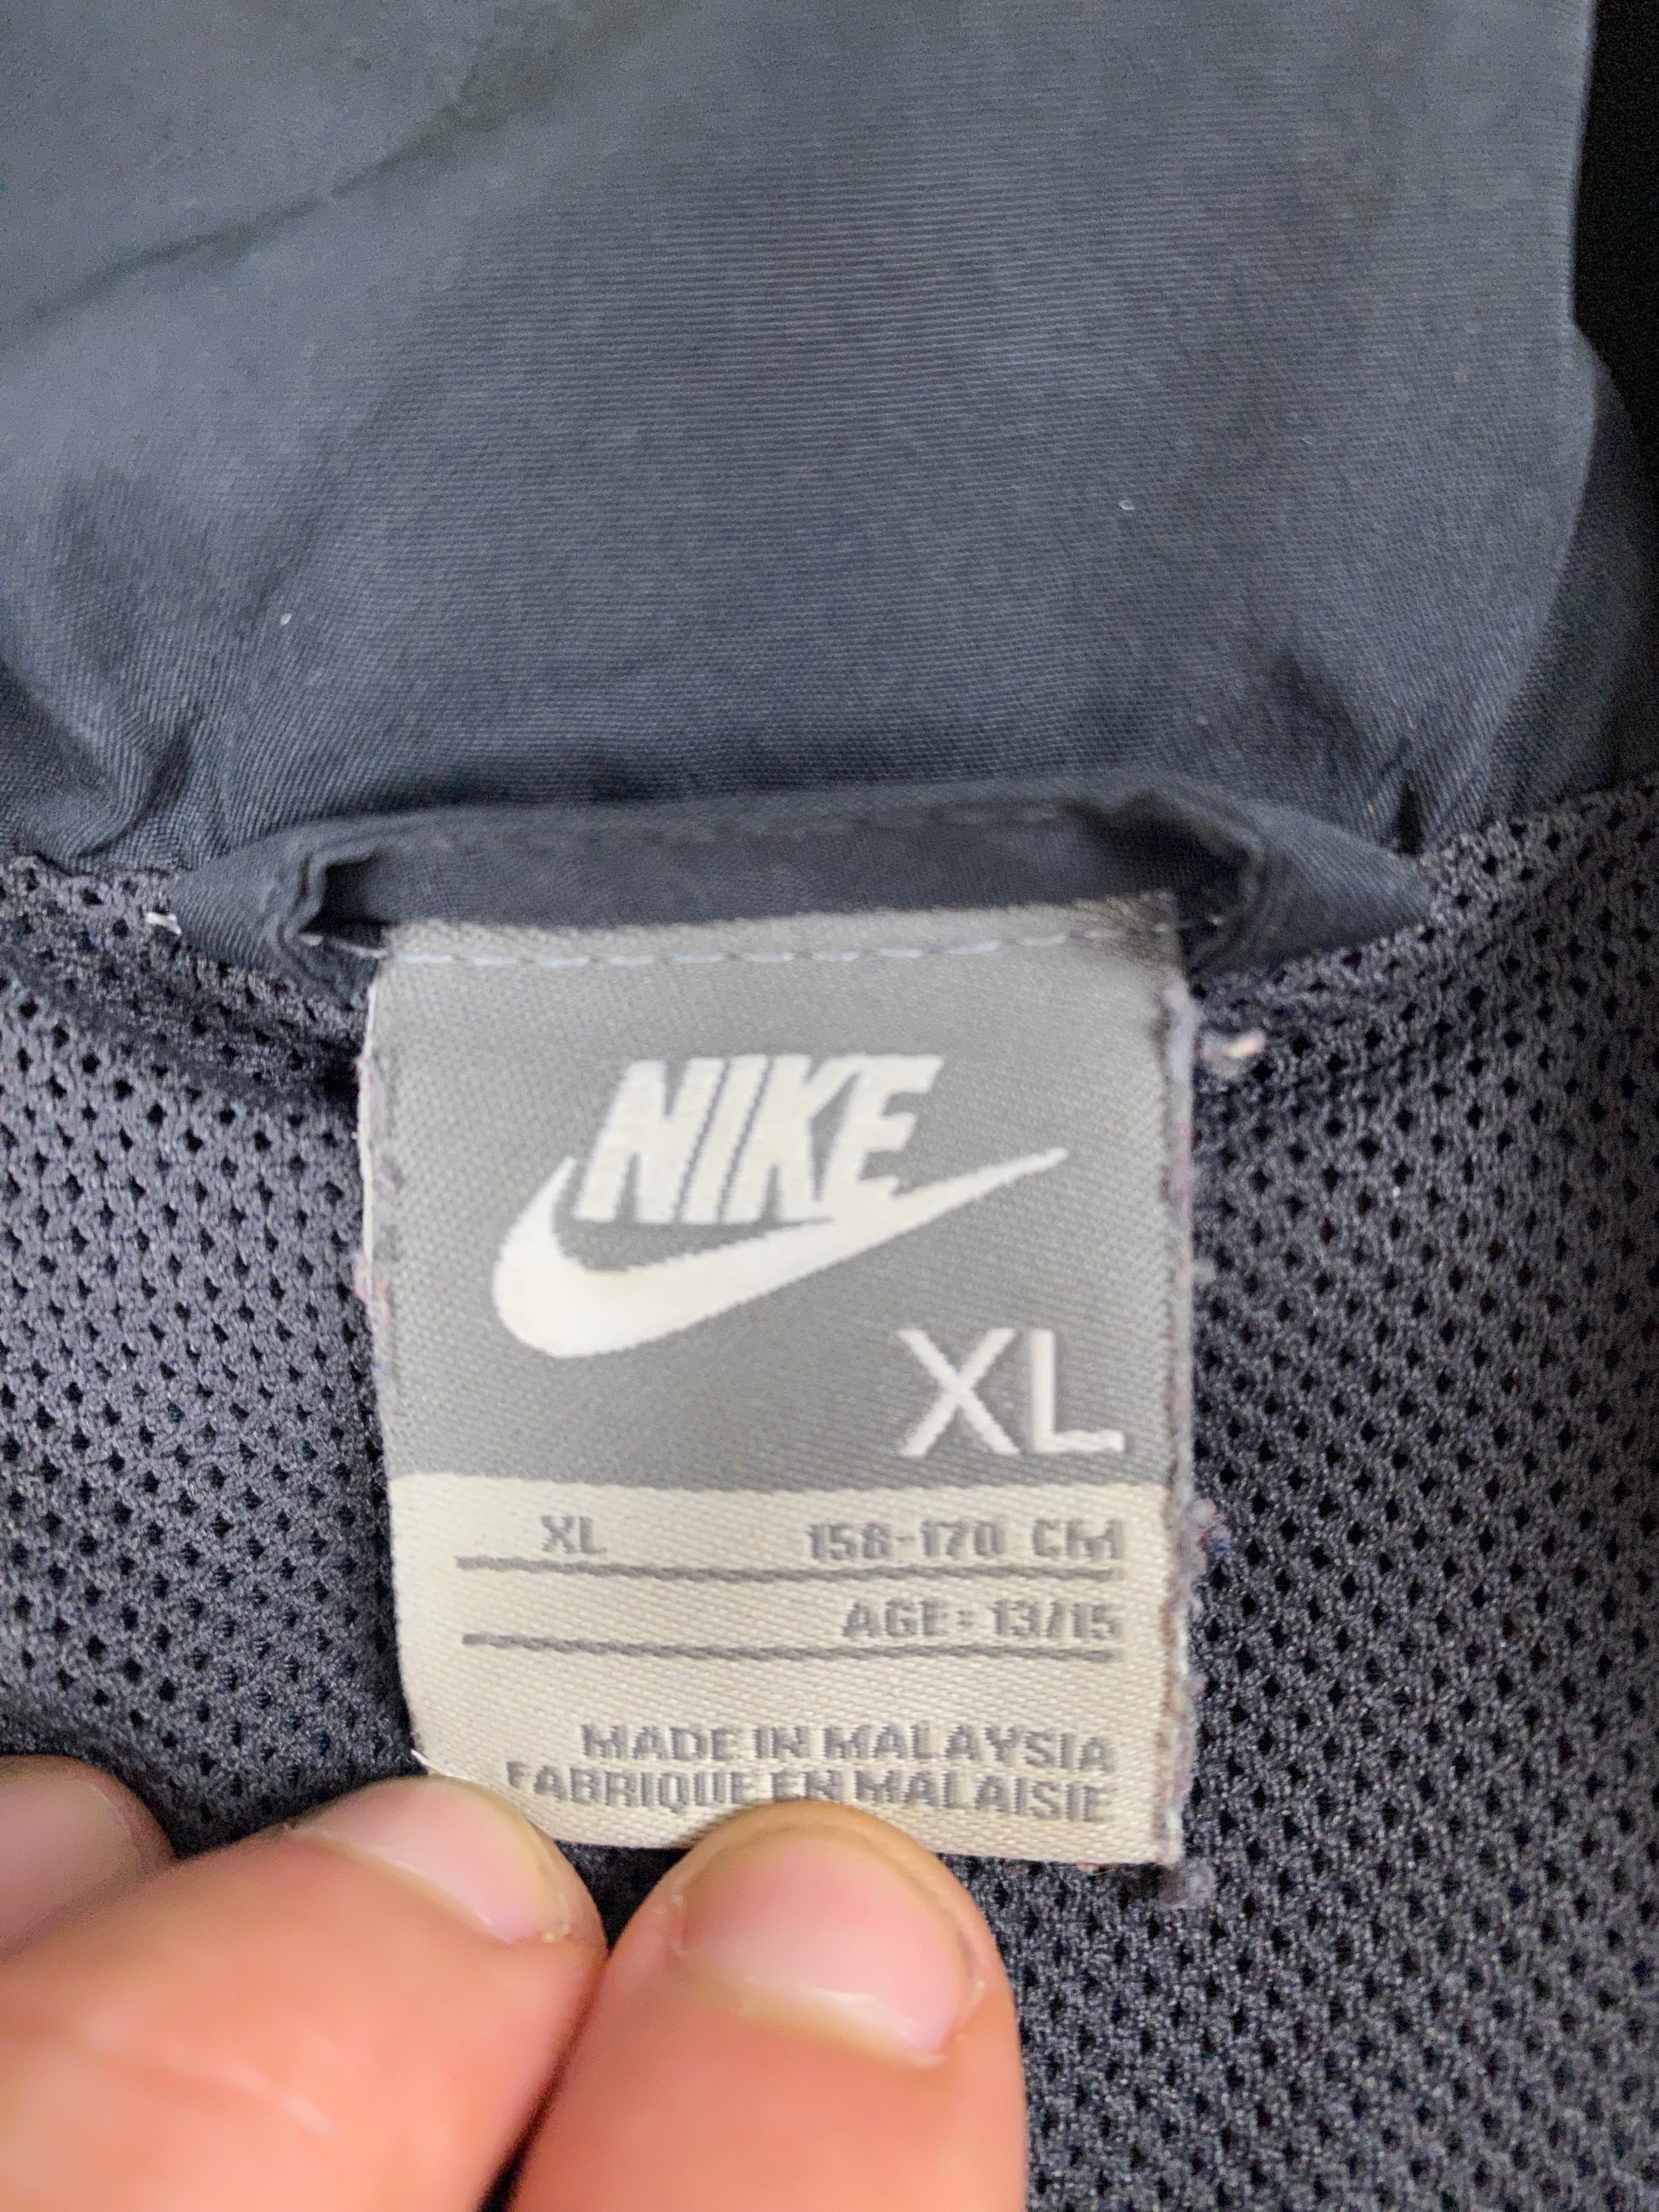 NIKE
XL
XL 158-170 CM
AGE: 13/15
MADE IN MALAYSIA
FABRIQUE EN MALAISIE